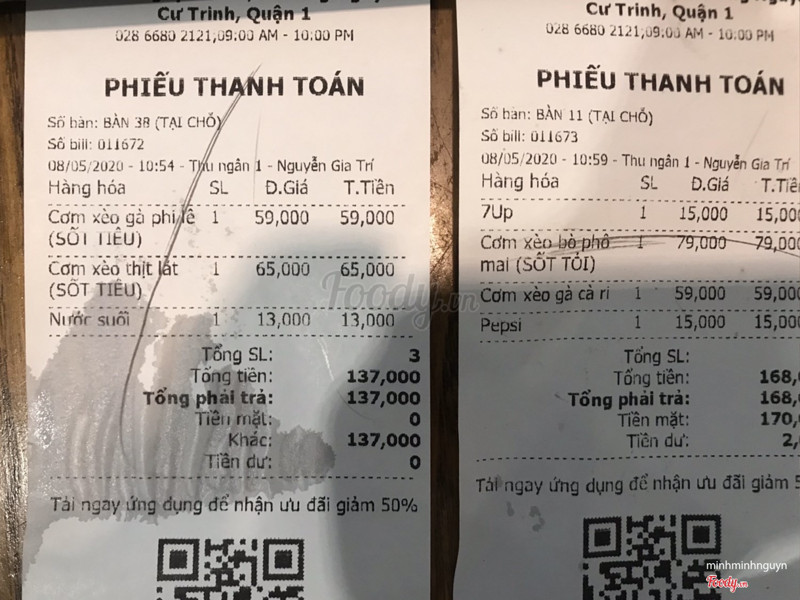 Cư Trinh, Quận 1
028 6680 2121,09:00 AM - 10:00 PM
PHIẾU THANH TOÁN
Số bàn: BÀN 3B (TẠI CHỖ)
Số bill: 011672
08/05/2020 - 10:54 - Thu ngân 1 - Nguyễn Gia Trí
Hàng hóa SL Đ.Giá T.Tiền
Cơm xèo gà phi lê 1 59,000 59,000
(SỐT TIÊU)
Cơm xèo thịt lát 1 65,000 65,000
(SỐT TIÊU)
Nước suối 1 13,000 13,000
Tổng SL: 3
Tổng tiền: 137,000
Tổng phải trả: 137,000
Tiền mặt: 0
Khác: 137,000
Tiền dư: 0
Tải ngay ứng dụng để nhận ưu đãi giảm 50%
Cư Trinh, Quận 1
028 6680 2121,09:00 AM - 10:00 PM
PHIẾU THANH TOÁN
Số bàn: BÀN 11 (TẠI CHỖ)
Số bill: 011673
08/05/2020 - 10:59 - Thu ngân 1 - Nguyễn Gia Trí
Hàng hóa SL Đ.Giá T.Tiền
7Up 1 15,000 15,00
Cơm xèo bò phô 1 79,000 79,000
mai (SỐT TỎI)
Cơm xèo gà cà ri 1 59,000 59,000
Pepsi 1 15,000 15,00
Tổng SL:
Tổng tiền: 168,
Tổng phải trả: 168,
Tiền mặt: 170,
Tiền dư: 2,
Tải ngay ứng dụng để nhận ưu đãi giảm
Foody.vn
minhminhnguyn
Foody.vn